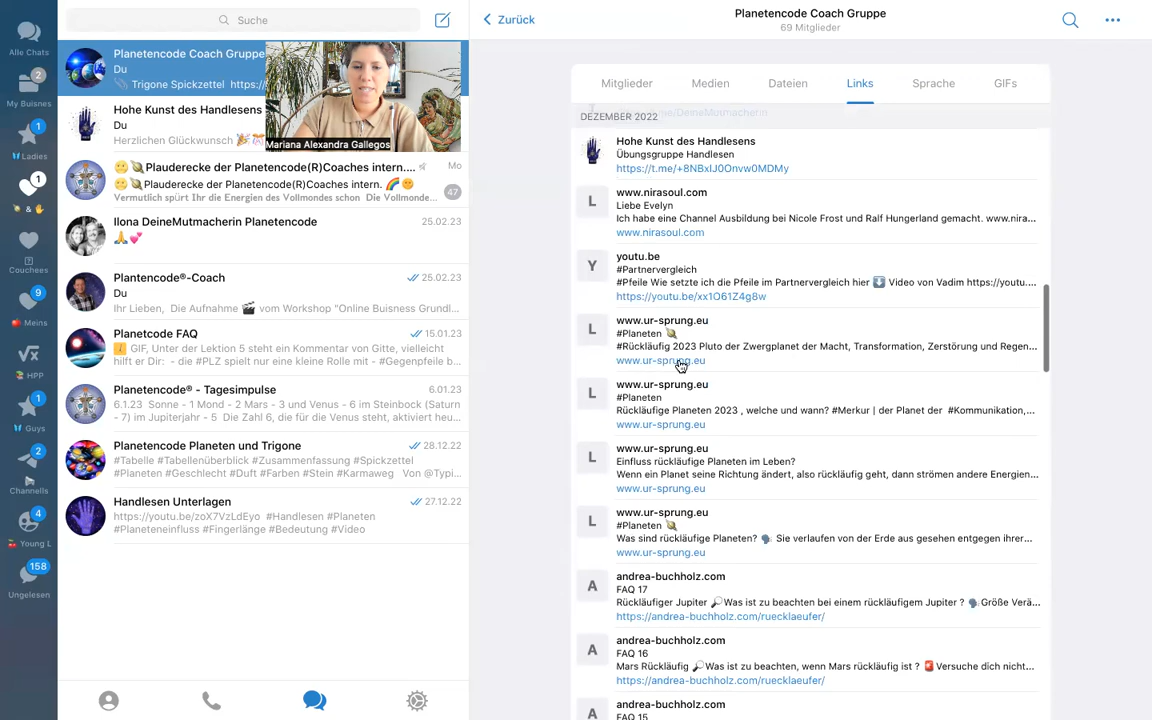 Alle Chats
My Buisnes
2
Ladies
1
1
Couchees
Meins
9
HPP
Guys
1
Channells
2
Young L
4
Ungelesen
158
Suche
Planetencode Coach Gruppe
Du
Trigone Spickzettel https:/
Mariana Alexandra Gallegos
Hohe Kunst des Handlesens
Du
Herzlichen Glückwunsch
Plauderecke der Planetencode(R)Coaches intern....
Mo
Plauderecke der Planetencode(R)Coaches intern.
Vermutlich spürt Ihr die Energien des Vollmondes schon Die Vollmonde...
47
Ilona DeineMutmacherin Planetencode
25.02.23
Plantencode®-Coach
25.02.23
Du
Ihr Lieben, Die Aufnahme 🎬 vom Workshop "Online Buisness Grundl...
Planetcode FAQ
15.01.23
GIF, Unter der Lektion 5 steht ein Kommentar von Gitte, vielleicht
hilft er Dir: - die #PLZ spielt nur eine kleine Rolle mit - #Gegenpfeile b...
Planetencode® - Tagesimpulse
6.01.23
6.1.23 Sonne - 1 Mond - 2 Mars - 3 und Venus - 6 im Steinbock (Saturn
- 7) im Jupiterjahr - 5 Die Zahl 6, die für die Venus steht, aktiviert heu...
Planetencode Planeten und Trigone
28.12.22
#Tabelle #Tabellenüberblick #Zusammenfassung #Spickzettel
#Planeten #Geschlecht #Duft #Farben #Stein #Karmaweg Von @Typi...
Handlesen Unterlagen
27.12.22
https://youtu.be/zoX7VzLdEyo #Handlesen #Planeten
#Planeteneinfluss #Fingerlänge #Bedeutung #Video
Zurück
Planetencode Coach Gruppe
69 Mitglieder
Mitglieder
Medien
Dateien
Links
Sprache
GIFs
DEZEMBER 2022
Hohe Kunst des Handlesens
Übungsgruppe Handlesen
https://t.me/+8NBxIJ0Onvw0MDMy
L
www.nirasoul.com
Liebe Evelyn
Ich habe eine Channel Ausbildung bei Nicole Frost und Ralf Hungerland gemacht. www.nira...
www.nirasoul.com
Y
youtu.be
#Partnervergleich
#Pfeile Wie setzte ich die Pfeile im Partnervergleich hier ⬇️ Video von Vadim https://youtu....
https://youtu.be/xx1O61Z4g8w
L
www.ur-sprung.eu
#Planeten 🪐
#Rückläufig 2023 Pluto der Zwergplanet der Macht, Transformation, Zerstörung und Regen...
www.ur-sprung.eu
L
www.ur-sprung.eu
#Planeten
Rückläufige Planeten 2023 , welche und wann? #Merkur | der Planet der #Kommunikation,...
www.ur-sprung.eu
L
www.ur-sprung.eu
Einfluss rückläufige Planeten im Leben?
Wenn ein Planet seine Richtung ändert, also rückläufig geht, dann strömen andere Energien...
www.ur-sprung.eu
L
www.ur-sprung.eu
#Planeten 🪐
Was sind rückläufige Planeten? 🗣 Sie verlaufen von der Erde aus gesehen entgegen ihrer...
www.ur-sprung.eu
A
andrea-buchholz.com
FAQ 17
Rückläufiger Jupiter 🔎Was ist zu beachten bei einem rückläufigem Jupiter ? 🗣Größe Verä...
https://andrea-buchholz.com/ruecklaeufer/
A
andrea-buchholz.com
FAQ 16
Mars Rückläufig 🔎Was ist zu beachten, wenn Mars rückläufig ist ? 🚨Versuche dich nicht...
https://andrea-buchholz.com/ruecklaeufer/
A
andrea-buchholz.com
FAQ 15